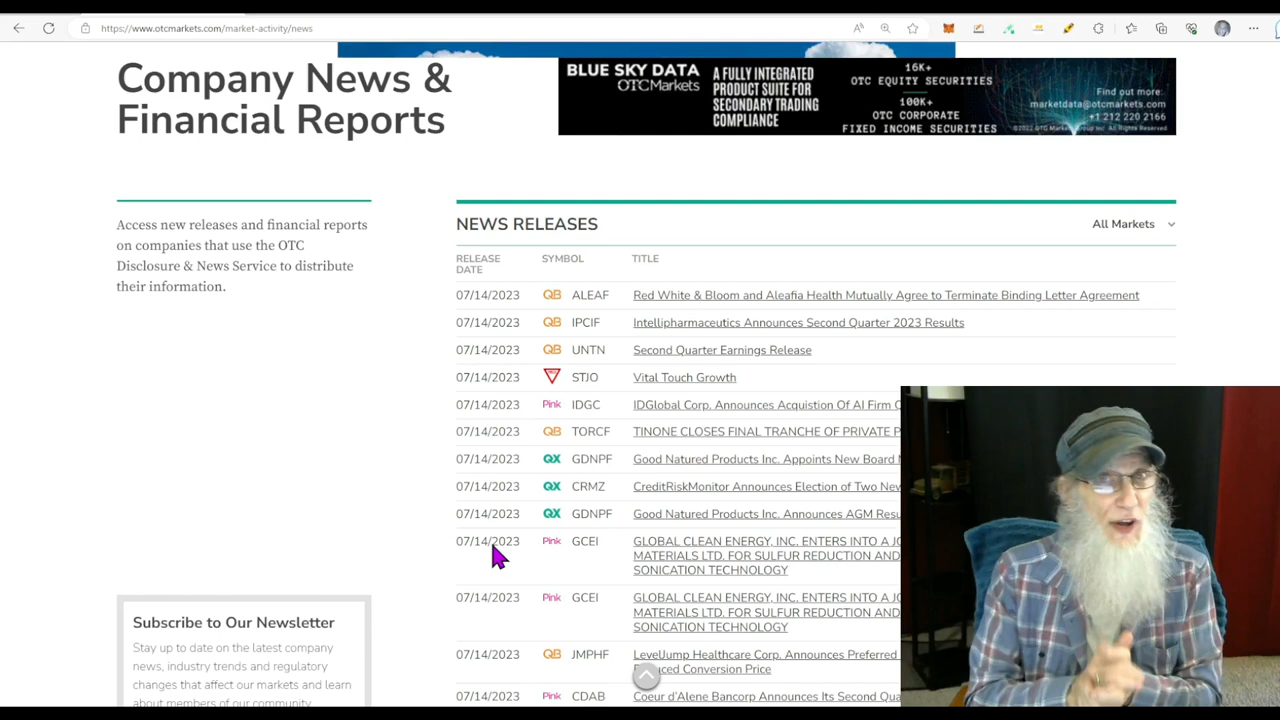 https://www.otcmarkets.com/market-activity/news
Company News &
Financial Reports
BLUE SKY DATA
OTCMarkets
A FULLY INTEGRATED
PRODUCT SUITE FOR
SECONDARY TRADING
COMPLIANCE
16K+
OTC EQUITY SECURITIES
100K+
OTC CORPORATE
FIXED INCOME SECURITIES
Find out more:
marketdata@otcmarkets.com
+1 212 220 2166
©2022 OTC Markets Group Inc. All Rights Reserved
Access new releases and financial reports
on companies that use the OTC
Disclosure & News Service to distribute
their information.
NEWS RELEASES
All Markets
RELEASE
DATE
SYMBOL
TITLE
07/14/2023 QB ALEAF Red White & Bloom and Aleafia Health Mutually Agree to Terminate Binding Letter Agreement
07/14/2023 QB IPCIF Intellipharmaceutics Announces Second Quarter 2023 Results
07/14/2023 QB UNTN Second Quarter Earnings Release
07/14/2023 STJO Vital Touch Growth
07/14/2023 Pink IDGC IDGlobal Corp. Announces Acquistion Of AI Firm
07/14/2023 QB TORCF TINONE CLOSES FINAL TRANCHE OF PRIVATE
07/14/2023 QX GDNPF Good Natured Products Inc. Appoints New Board
07/14/2023 QX CRMZ CreditRiskMonitor Announces Election of Two
07/14/2023 QX GDNPF Good Natured Products Inc. Announces AGM
07/14/2023 Pink GCEI GLOBAL CLEAN ENERGY, INC. ENTERS INTO A
MATERIALS LTD. FOR SULFUR REDUCTION AND
SONICATION TECHNOLOGY
07/14/2023 Pink GCEI GLOBAL CLEAN ENERGY, INC. ENTERS INTO A
MATERIALS LTD. FOR SULFUR REDUCTION AND
SONICATION TECHNOLOGY
07/14/2023 QB JMPHF LevelJump Healthcare Corp. Announces Preferred
Conversion Price
07/14/2023 Pink CDAB Coeur d'Alene Bancorp Announces Its Second
Subscribe to Our Newsletter
Stay up to date on the latest company
news, industry trends and regulatory
changes that affect our markets and learn
about members of our community